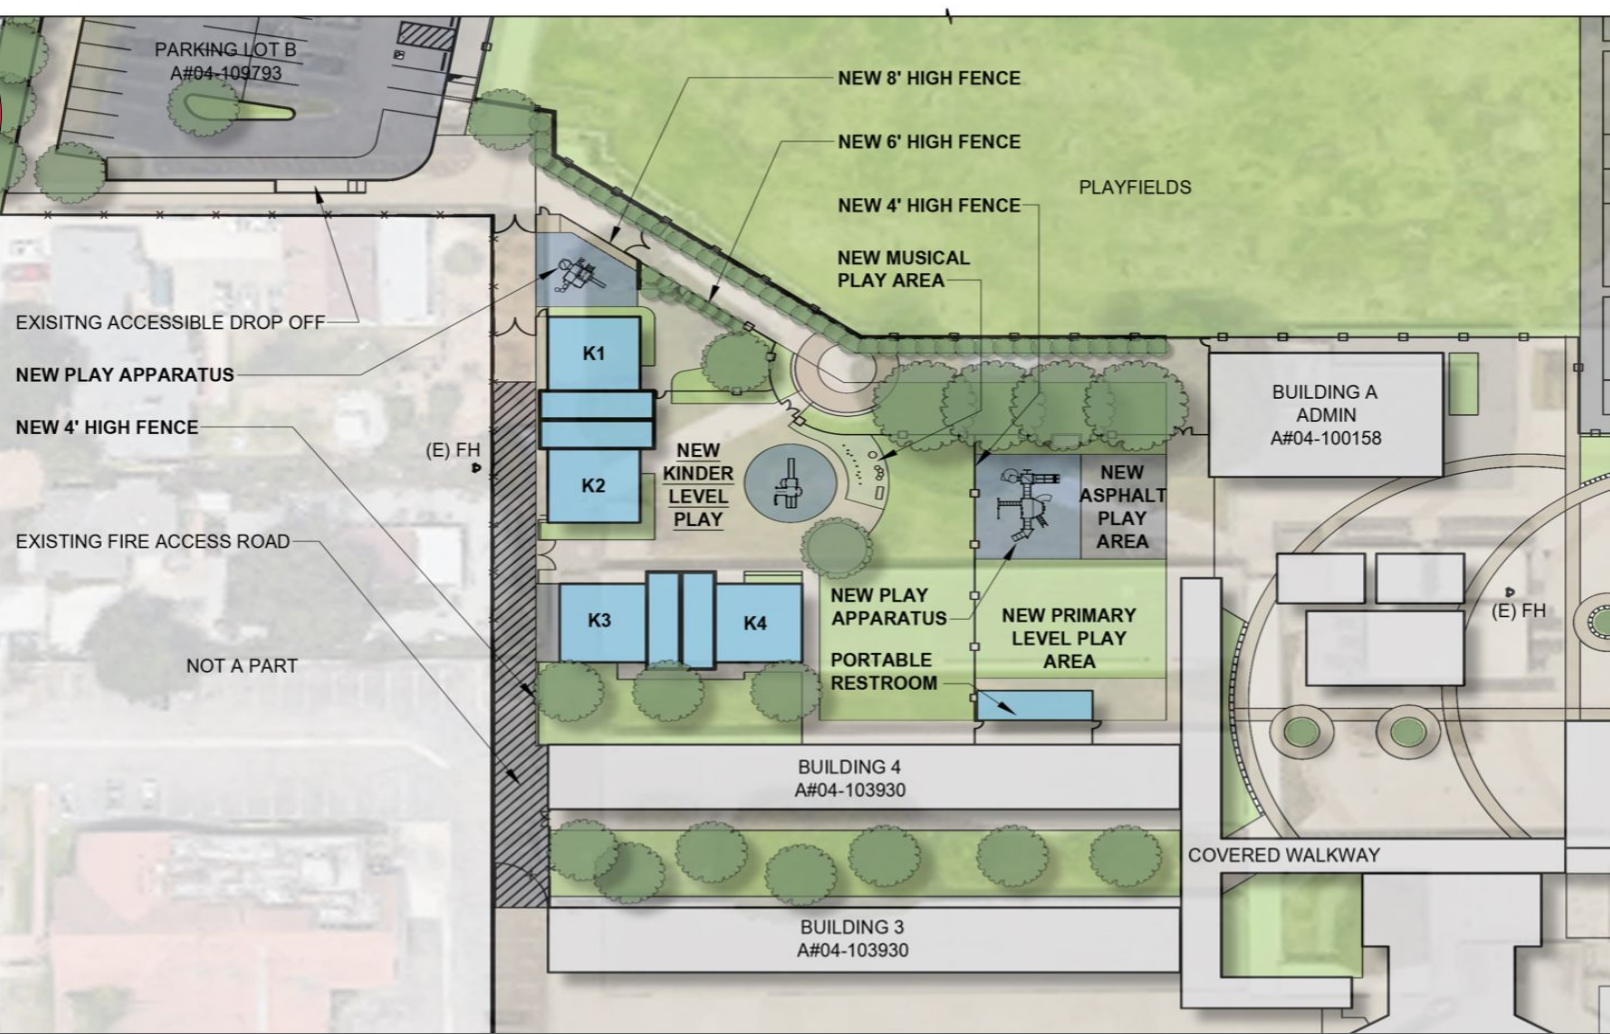 PARKING LOT B
A#04-109793
NEW 8' HIGH FENCE
NEW 6' HIGH FENCE
PLAYFIELDS
NEW 4' HIGH FENCE
NEW MUSICAL
PLAY AREA
EXISITNG ACCESSIBLE DROP OFF
NEW PLAY APPARATUS
NEW 4' HIGH FENCE
(E) FH
EXISTING FIRE ACCESS ROAD
NOT A PART
K1
K2
NEW
KINDER
LEVEL
PLAY
K3
K4
NEW
ASPHALT
PLAY
AREA
BUILDING A
ADMIN
A#04-100158
NEW PLAY
APPARATUS
NEW PRIMARY
LEVEL PLAY
AREA
PORTABLE
RESTROOM
(E) FH
BUILDING 4
A#04-103930
COVERED WALKWAY
BUILDING 3
A#04-103930